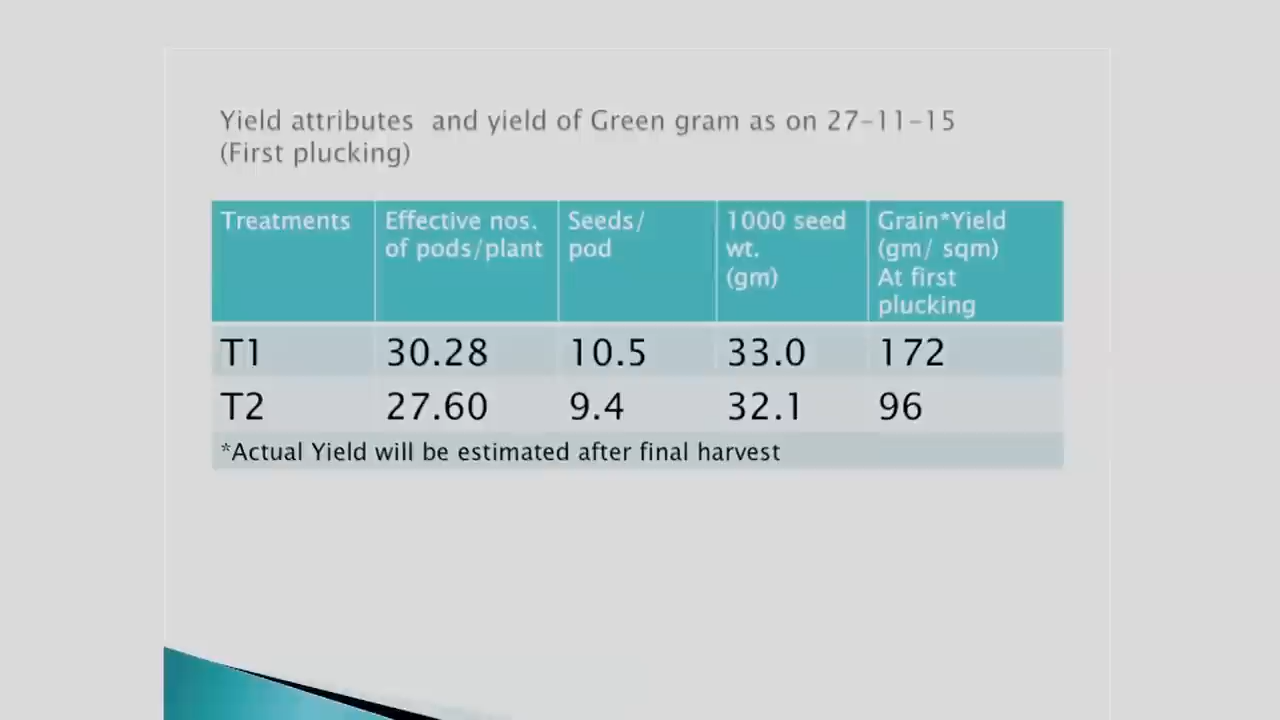 Yield attributes and yield of Green gram as on 27-11-15
(First plucking)
Treatments
Effective nos.
of pods/plant
Seeds/
pod
1000 seed
wt.
(gm)
Grain*Yield
(gm/ sqm)
At first
plucking
T1 30.28 10.5 33.0 172
T2 27.60 9.4 32.1 96
*Actual Yield will be estimated after final harvest